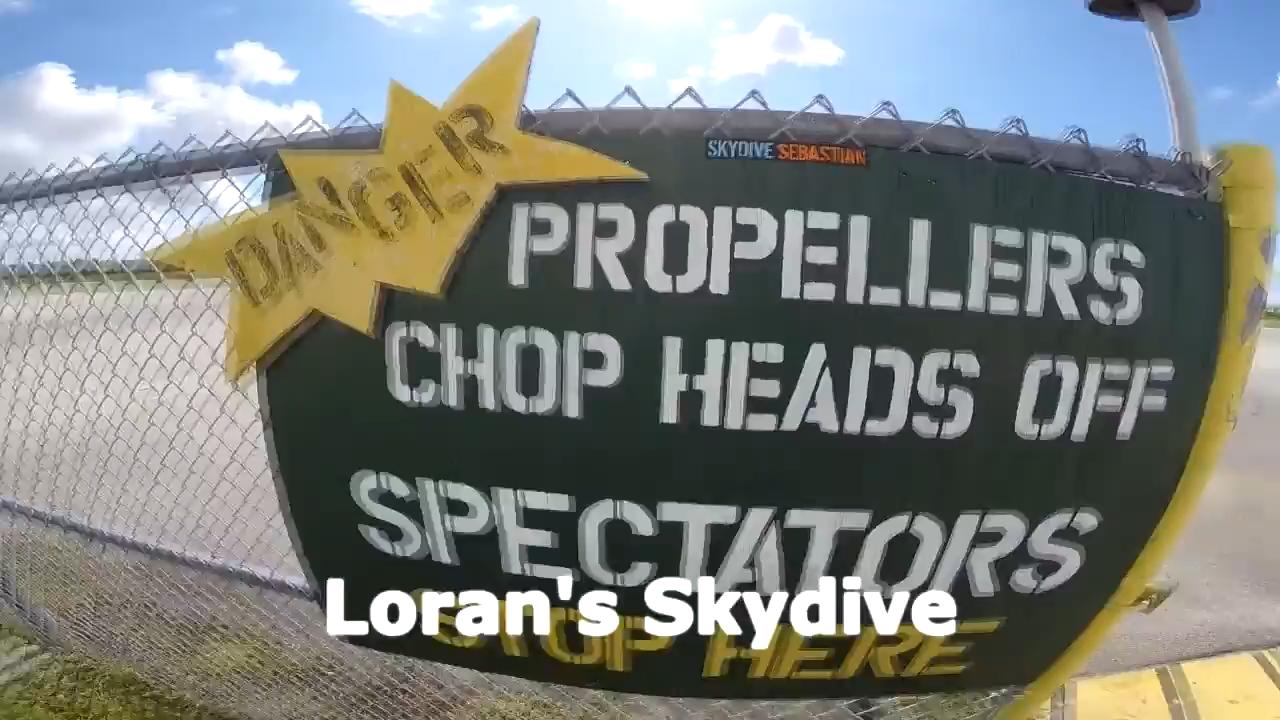 DANGER
SKYDIVE SEBASTIAN
PROPELLERS
CHOP HEADS OFF
SPECTATORS
Loran's Skydive
STOP HERE